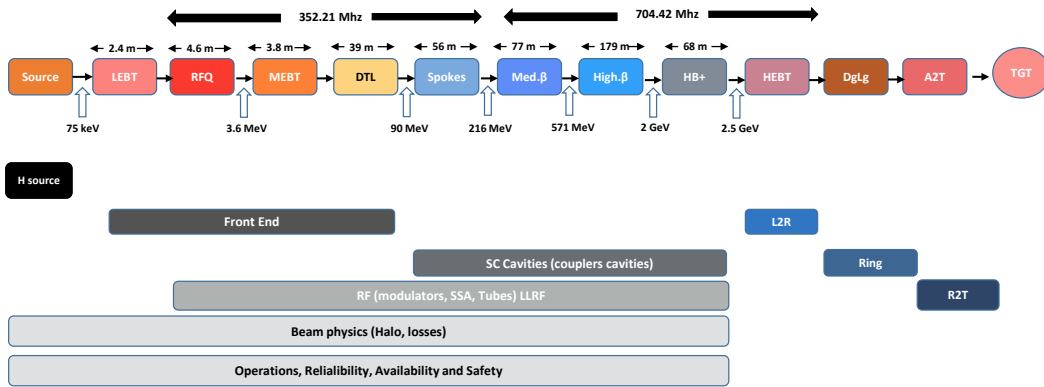 352.21 Mhz
704.42 Mhz
2.4 m
4.6 m
3.8 m
39 m
56 m
77 m
179 m
68 m
Source
LEBT
RFQ
MEBT
DTL
Spokes
Med.β
High.β
HB+
HEBT
DgLg
A2T
TGT
75 keV
3.6 MeV
90 MeV
216 MeV
571 MeV
2 GeV
2.5 GeV
H source
Front End
L2R
SC Cavities (couplers cavities)
Ring
RF (modulators, SSA, Tubes) LLRF
R2T
Beam physics (Halo, losses)
Operations, Relialibility, Availability and Safety